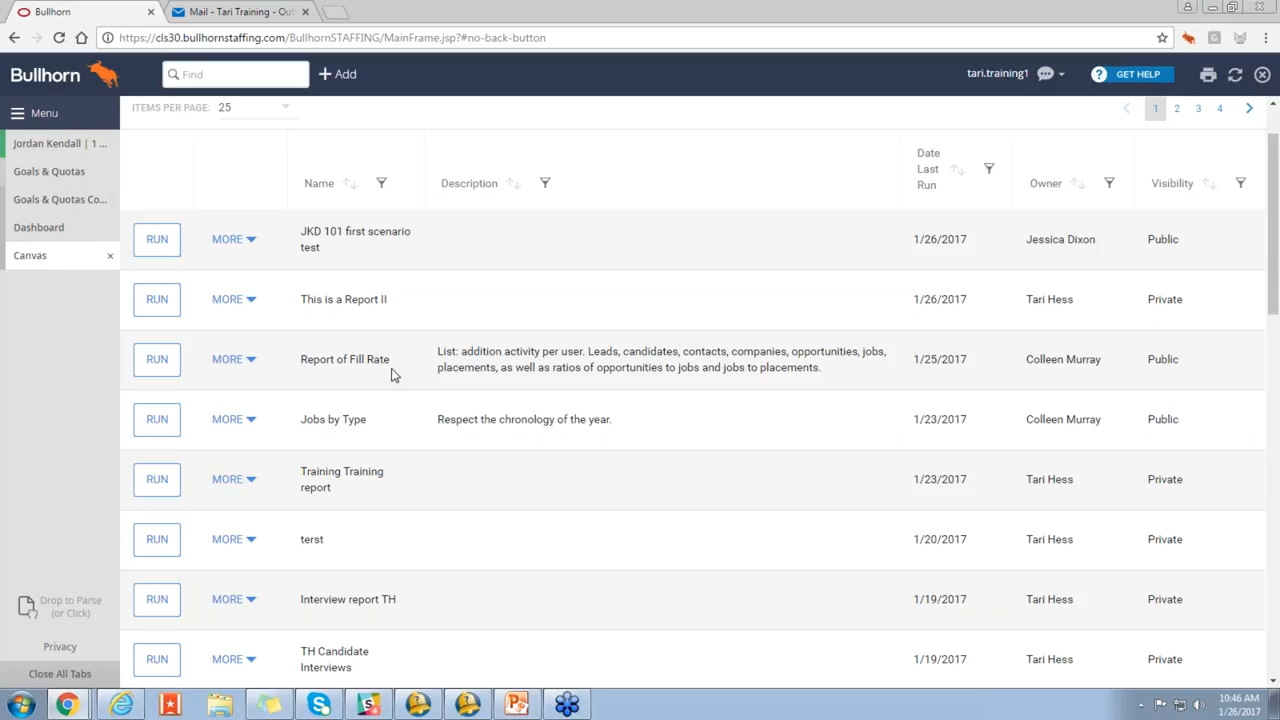 Bullhorn
Mail - Tari Training - Out
https://cls30.bullhornstaffing.com/BullhornSTAFFING/MainFrame.jsp?#no-back-button
Bullhorn
Find
+ Add
tari.training1
? GET HELP
Menu
ITEMS PER PAGE: 25
1 2 3 4
Jordan Kendall | 1 ...
Goals & Quotas
Goals & Quotas Co...
Dashboard
Canvas
Name
Description
Date
Last
Run
Owner
Visibility
RUN MORE JKD 101 first scenario
test
1/26/2017 Jessica Dixon Public
RUN MORE This is a Report II 1/26/2017 Tari Hess Private
RUN MORE Report of Fill Rate
List: addition activity per user. Leads, candidates, contacts, companies, opportunities, jobs,
placements, as well as ratios of opportunities to jobs and jobs to placements.
1/25/2017 Colleen Murray Public
RUN MORE Jobs by Type Respect the chronology of the year. 1/23/2017 Colleen Murray Public
RUN MORE Training Training
report
1/23/2017 Tari Hess Private
RUN MORE terst 1/20/2017 Tari Hess Private
RUN MORE Interview report TH 1/19/2017 Tari Hess Private
RUN MORE TH Candidate
Interviews
1/19/2017 Tari Hess Private
Drop to Parse
(or Click)
Privacy
Close All Tabs
10:46 AM
1/26/2017